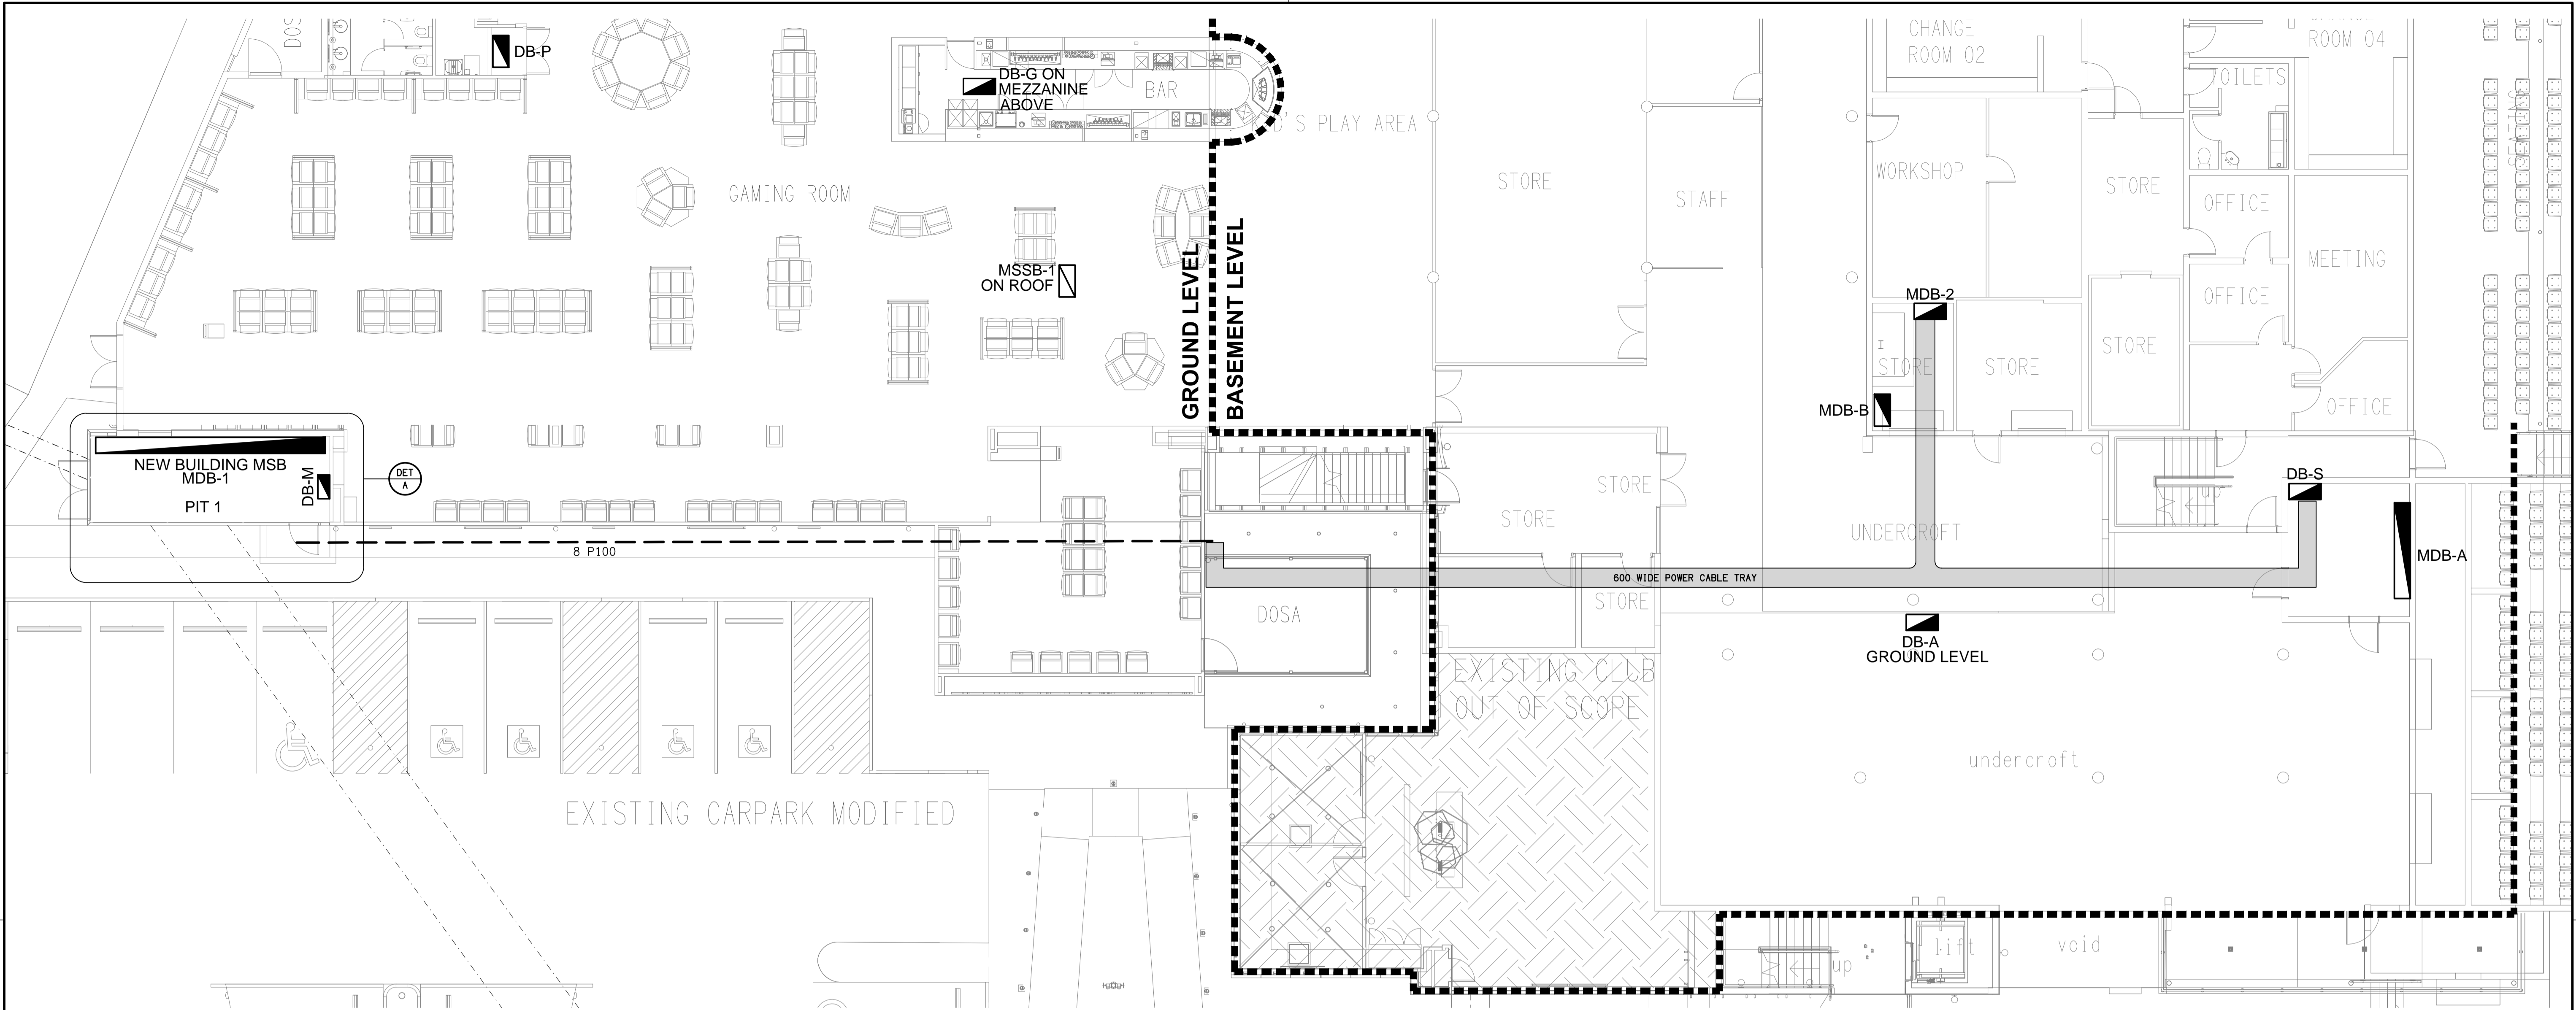 DOS
DB-P
DB-G ON
MEZZANINE
ABOVE
BAR
'S PLAY AREA
CHANGE
ROOM 02
ROOM 04
TOILETS
SEATING
WORKSHOP
STORE
STORE
STAFF
OFFICE
GAMING ROOM
GROUND LEVEL
BASEMENT LEVEL
MSSB-1
ON ROOF
MEETING
OFFICE
MDB-2
I
STORE
STORE
STORE
MDB-B
OFFICE
NEW BUILDING MSB
MDB-1
PIT 1
DB-M
DET
A
STORE
STORE
UNDERCROFT
up
DB-S
MDB-A
8 P100
600 WIDE POWER CABLE TRAY
STORE
DOSA
DB-A
GROUND LEVEL
EXISTING CLUB
OUT OF SCOPE
undercroft
EXISTING CARPARK MODIFIED
up
lift
void